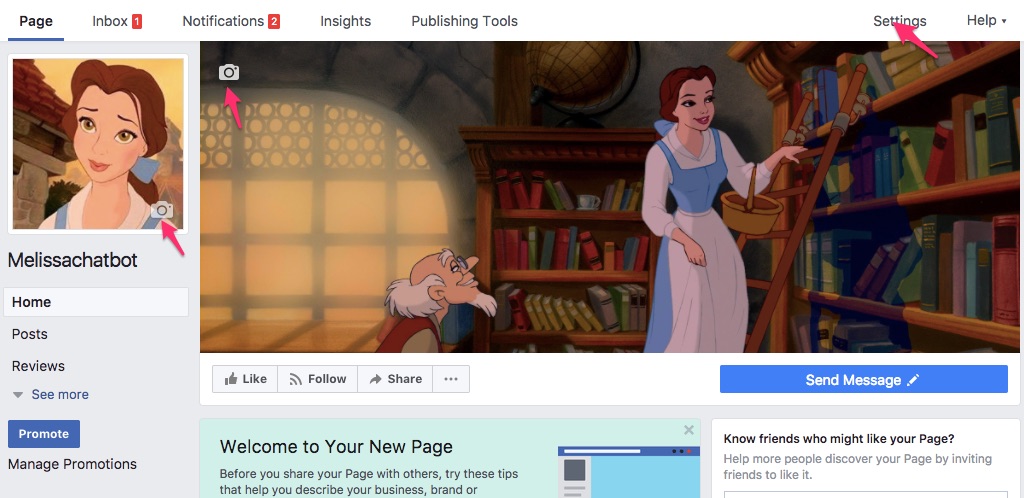 Page Inbox 1 Notifications 2 Insights Publishing Tools Settings Help
Melissachatbot
Home
Posts
Reviews
See more
Promote
Manage Promotions
Like Follow Share ... Send Message
Welcome to Your New Page
Before you share your Page with others, try these tips
that help you describe your business, brand or
Know friends who might like your Page?
Help more people discover your Page by inviting
friends to like it.